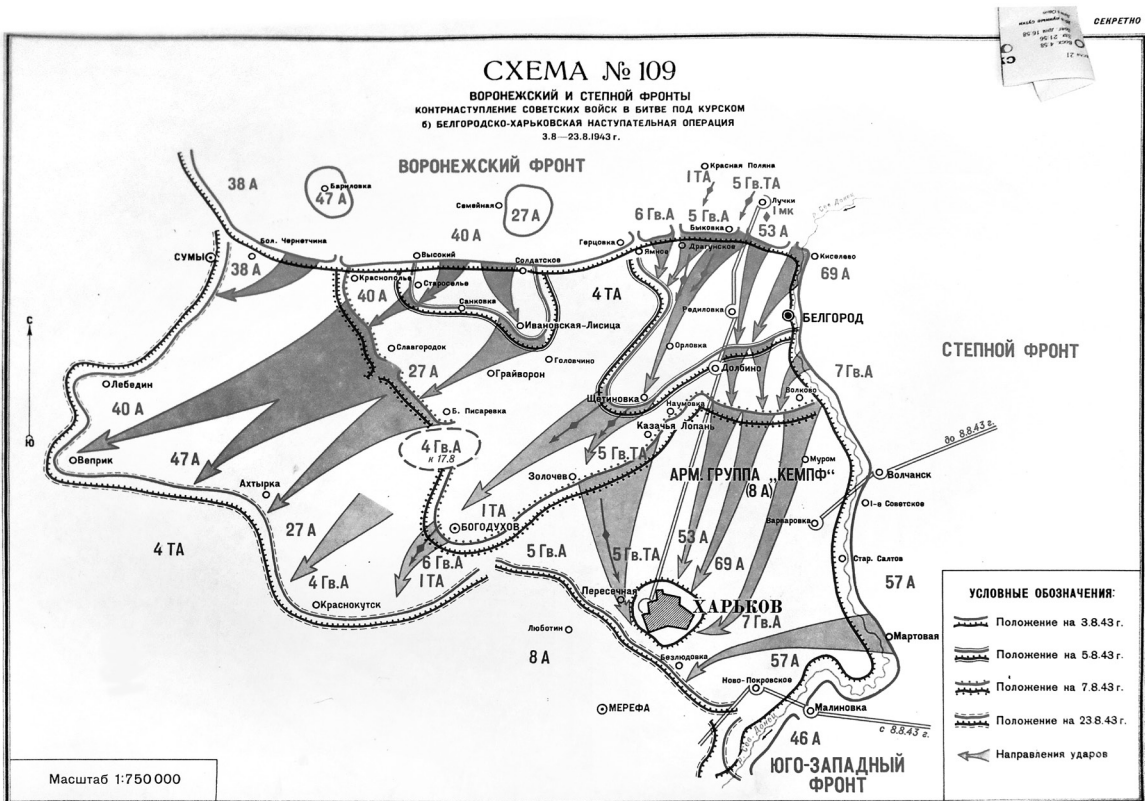 СЕКРЕТНО
СХЕМА № 109
ВОРОНЕЖСКИЙ И СТЕПНОЙ ФРОНТЫ
КОНТРНАСТУПЛЕНИЕ СОВЕТСКИХ ВОЙСК В БИТВЕ ПОД КУРСКОМ
б) БЕЛГОРОДСКО-ХАРЬКОВСКАЯ НАСТУПАТЕЛЬНАЯ ОПЕРАЦИЯ
3.8—23.8.1943 г.
ВОРОНЕЖСКИЙ ФРОНТ
Красная Поляна
38 А
Бариловка
47 А
1 ТА
5 Гв.ТА
Семейная
27 А
Лучки
1 мк
р. Сев. Донец
6 Гв.А
5 Гв.А
Быковка
53 А
40 А
Бол. Чернетчина
Герцовка
Ямное
Драгунское
СУМЫ
38 А
Высокий
Солдатское
Киселево
69 А
Краснополье
Староселье
40 А
Санковка
4 ТА
Редиловка
БЕЛГОРОД
Ивановская-Лисица
С
Славгородок
Орловка
СТЕПНОЙ ФРОНТ
Головчино
27 А
Грайворон
Долбино
7 Гв.А
Лебедин
Щетиновка
Волково
40 А
Наумовка
Б. Писаревка
Казачья Лопань
Ю
до 8.8.43 г.
4 Гв.А
к 17.8
5 Гв.ТА
Веприк
47 А
Муром
Золочев
АРМ. ГРУППА „КЕМПФ“
(8 А)
Волчанск
Ахтырка
1 ТА
1-е Советское
БОГОДУХОВ
Варваровка
27 А
53 А
4 ТА
5 Гв.А
5 Гв.ТА
Стар. Салтов
6 Гв.А
1 ТА
69 А
4 Гв.А
57 А
Пересечная
Краснокутск
ХАРЬКОВ
7 Гв.А
Люботин
Мартовая
8 А
Безлюдовка
57 А
Ново-Покровское
МЕРЕФА
Малиновка
с 8.8.43 г.
р. Сев. Донец
46 А
ЮГО-ЗАПАДНЫЙ
ФРОНТ
УСЛОВНЫЕ ОБОЗНАЧЕНИЯ:
Положение на 3.8.43 г.
Положение на 5.8.43 г.
Положение на 7.8.43 г.
Положение на 23.8.43 г.
Направления ударов
Масштаб 1:750 000